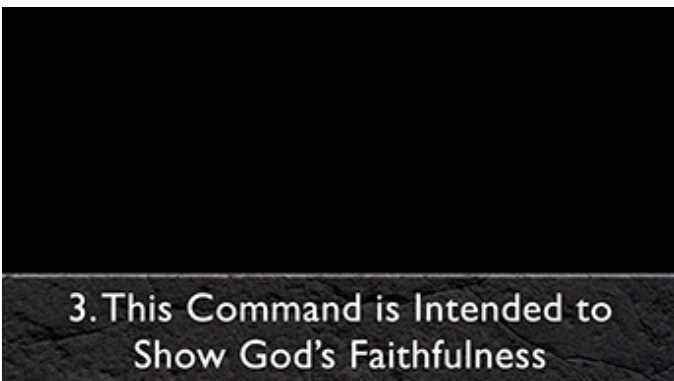 3. This Command is Intended to
Show God’s Faithfulness